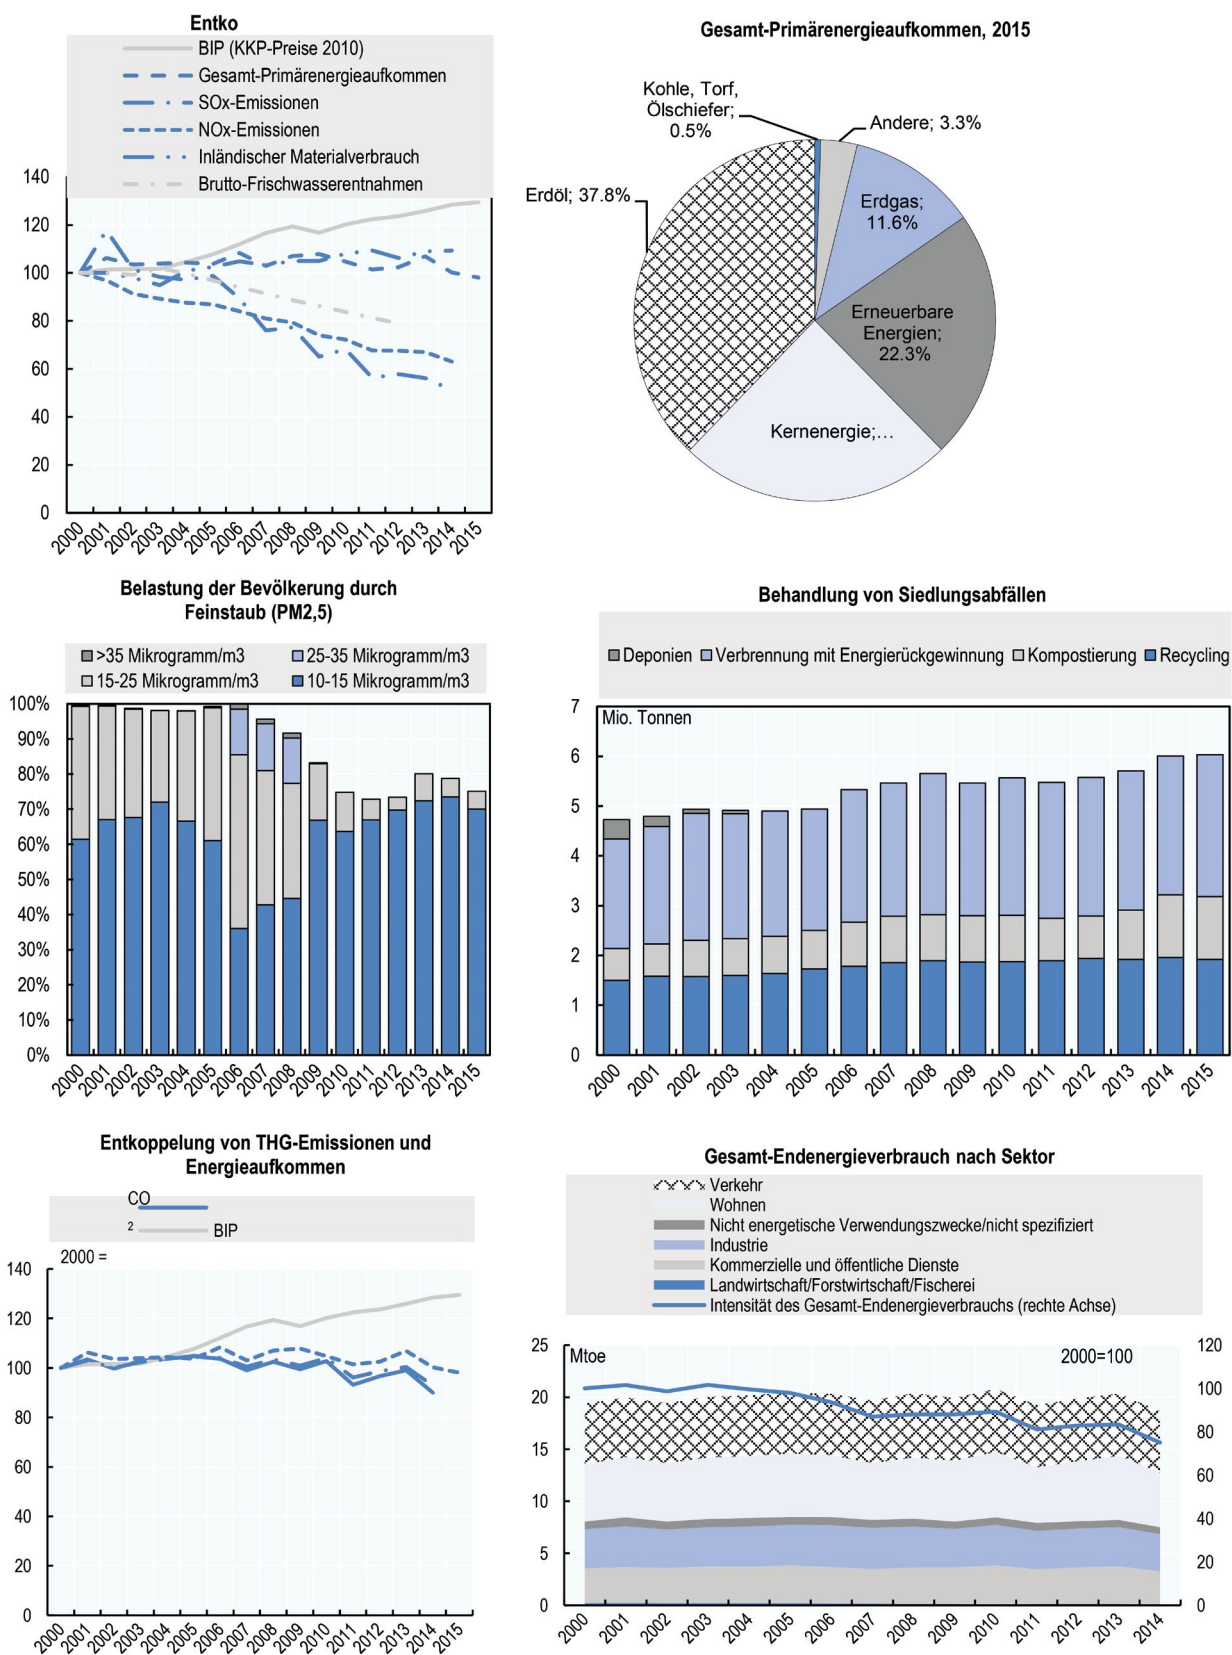 Entko
BIP (KKP-Preise 2010)
Gesamt-Primärenergieaufkommen
SOx-Emissionen
NOx-Emissionen
Inländischer Materialverbrauch
Brutto-Frischwasserentnahmen
140
120
100
80
60
40
20
0
2000 2001 2002 2003 2004 2005 2006 2007 2008 2009 2010 2011 2012 2013 2014 2015
Gesamt-Primärenergieaufkommen, 2015
Kohle, Torf,
Ölschiefer;
0.5%
Andere; 3.3%
Erdöl; 37.8%
Erdgas;
11.6%
Erneuerbare
Energien;
22.3%
Kernenergie;…
Belastung der Bevölkerung durch
Feinstaub (PM2,5)
>35 Mikrogramm/m3 25-35 Mikrogramm/m3
15-25 Mikrogramm/m3 10-15 Mikrogramm/m3
100%
90%
80%
70%
60%
50%
40%
30%
20%
10%
0%
2000 2001 2002 2003 2004 2005 2006 2007 2008 2009 2010 2011 2012 2013 2014 2015
Behandlung von Siedlungsabfällen
Deponien Verbrennung mit Energierückgewinnung Kompostierung Recycling
Mio. Tonnen
7
6
5
4
3
2
1
0
2000 2001 2002 2003 2004 2005 2006 2007 2008 2009 2010 2011 2012 2013 2014 2015
Entkoppelung von THG-Emissionen und
Energieaufkommen
CO
2
BIP
2000 =
140
120
100
80
60
40
20
0
2000 2001 2002 2003 2004 2005 2006 2007 2008 2009 2010 2011 2012 2013 2014 2015
Gesamt-Endenergieverbrauch nach Sektor
Verkehr
Wohnen
Nicht energetische Verwendungszwecke/nicht spezifiziert
Industrie
Kommerzielle und öffentliche Dienste
Landwirtschaft/Forstwirtschaft/Fischerei
Intensität des Gesamt-Endenergieverbrauchs (rechte Achse)
Mtoe 2000=100
25
20
15
10
5
0
120
100
80
60
40
20
0
2000 2001 2002 2003 2004 2005 2006 2007 2008 2009 2010 2011 2012 2013 2014